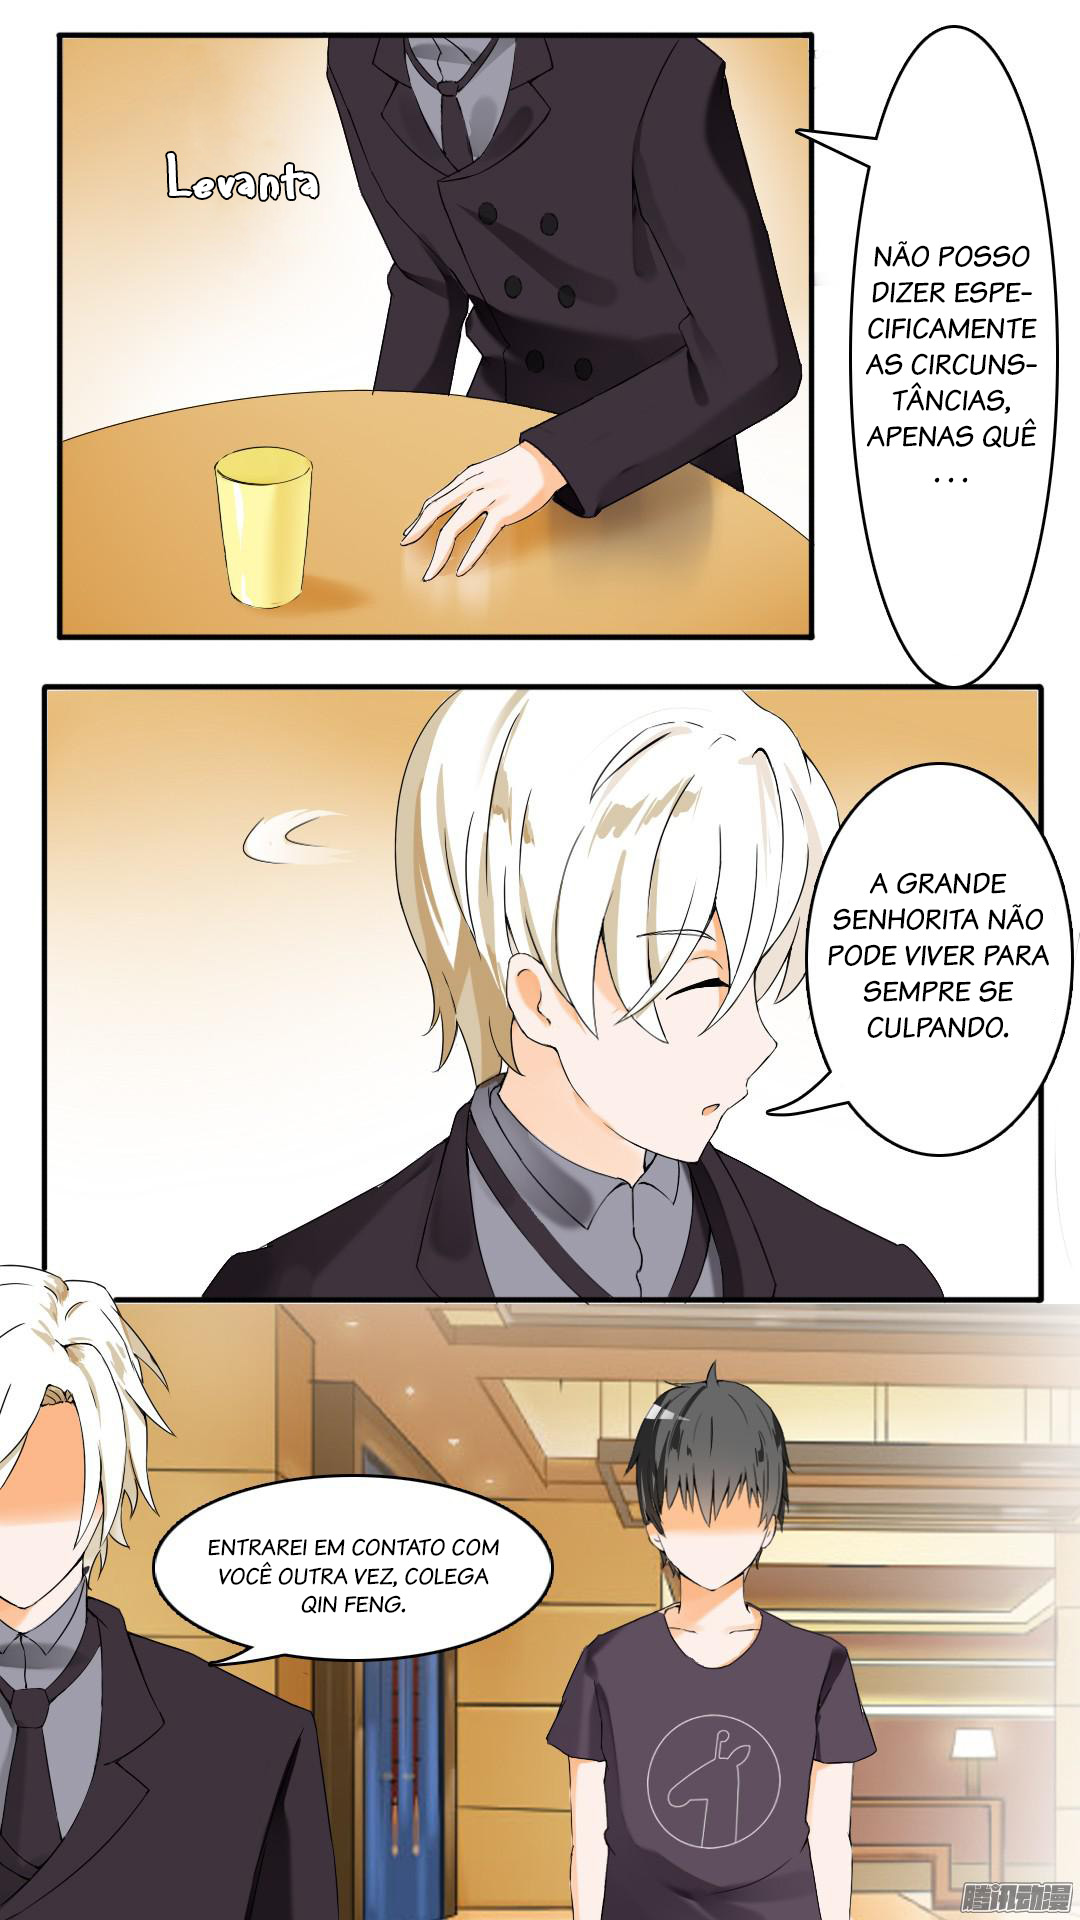 Levanta
NÃO POSSO
DIZER ESPE-
CIFICAMENTE
AS CIRCUNS-
TÂNCIAS,
APENAS QUÊ
...
A GRANDE
SENHORITA NÃO
PODE VIVER PARA
SEMPRE SE
CULPANDO.
ENTRAREI EM CONTATO COM
VOCÊ OUTRA VEZ, COLEGA
QIN FENG.
腾讯动漫